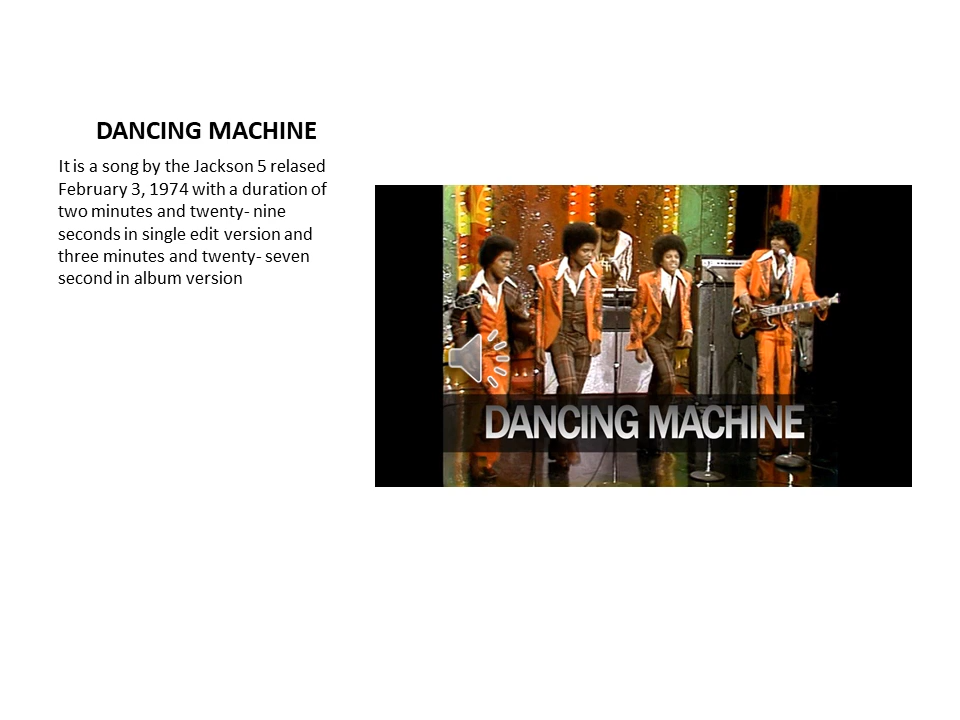 DANCING MACHINE
It is a song by the Jackson 5 relased
February 3, 1974 with a duration of
two minutes and twenty- nine
seconds in single edit version and
three minutes and twenty- seven
second in album version
DANCING MACHINE